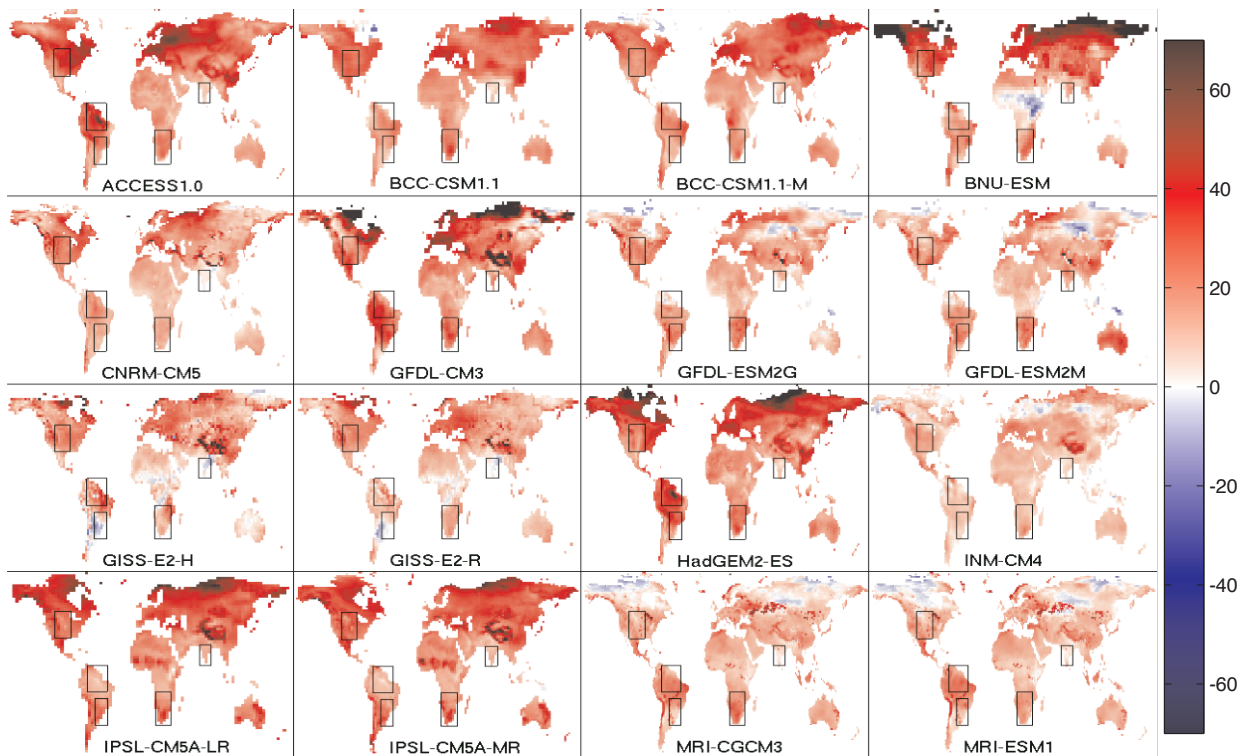 ACCESS1.0
BCC-CSM1.1
BCC-CSM1.1-M
BNU-ESM
CNRM-CM5
GFDL-CM3
GFDL-ESM2G
GFDL-ESM2M
GISS-E2-H
GISS-E2-R
HadGEM2-ES
INM-CM4
IPSL-CM5A-LR
IPSL-CM5A-MR
MRI-CGCM3
MRI-ESM1
60
40
20
0
-20
-40
-60